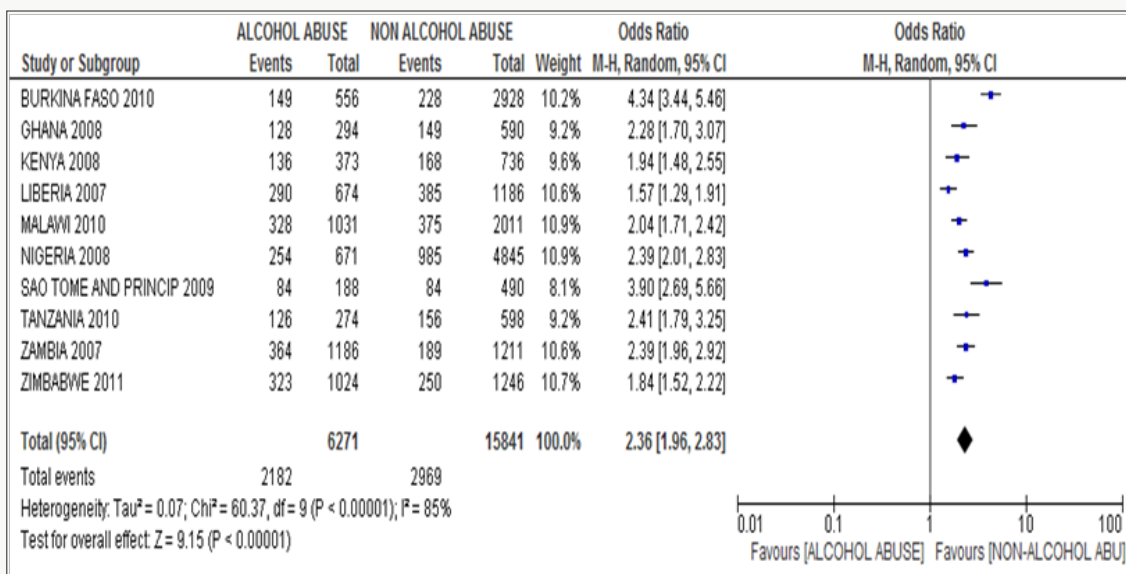 ALCOHOL ABUSE NON ALCOHOL ABUSE Odds Ratio Odds Ratio
Study or Subgroup Events Total Events Total Weight M-H, Random, 95% CI M-H, Random, 95% CI
BURKINA FASO 2010 149 556 228 2928 10.2% 4.34 [3.44, 5.46]
GHANA 2008 128 294 149 590 9.2% 2.28 [1.70, 3.07]
KENYA 2008 136 373 168 736 9.6% 1.94 [1.48, 2.55]
LIBERIA 2007 290 674 385 1186 10.6% 1.57 [1.29, 1.91]
MALAWI 2010 328 1031 375 2011 10.9% 2.04 [1.71, 2.42]
NIGERIA 2008 254 671 985 4845 10.9% 2.39 [2.01, 2.83]
SAO TOME AND PRINCIP 2009 84 188 84 490 8.1% 3.90 [2.69, 5.66]
TANZANIA 2010 126 274 156 598 9.2% 2.41 [1.79, 3.25]
ZAMBIA 2007 364 1186 189 1211 10.6% 2.39 [1.96, 2.92]
ZIMBABWE 2011 323 1024 250 1246 10.7% 1.84 [1.52, 2.22]
Total (95% CI) 6271 15841 100.0% 2.36 [1.96, 2.83]
Total events 2182 2969
Heterogeneity: Tau² = 0.07; Chi² = 60.37, df = 9 (P < 0.00001); I² = 85%
Test for overall effect: Z = 9.15 (P < 0.00001)
0.01 0.1 1 10 100
Favours [ALCOHOL ABUSE] Favours [NON-ALCOHOL ABU]